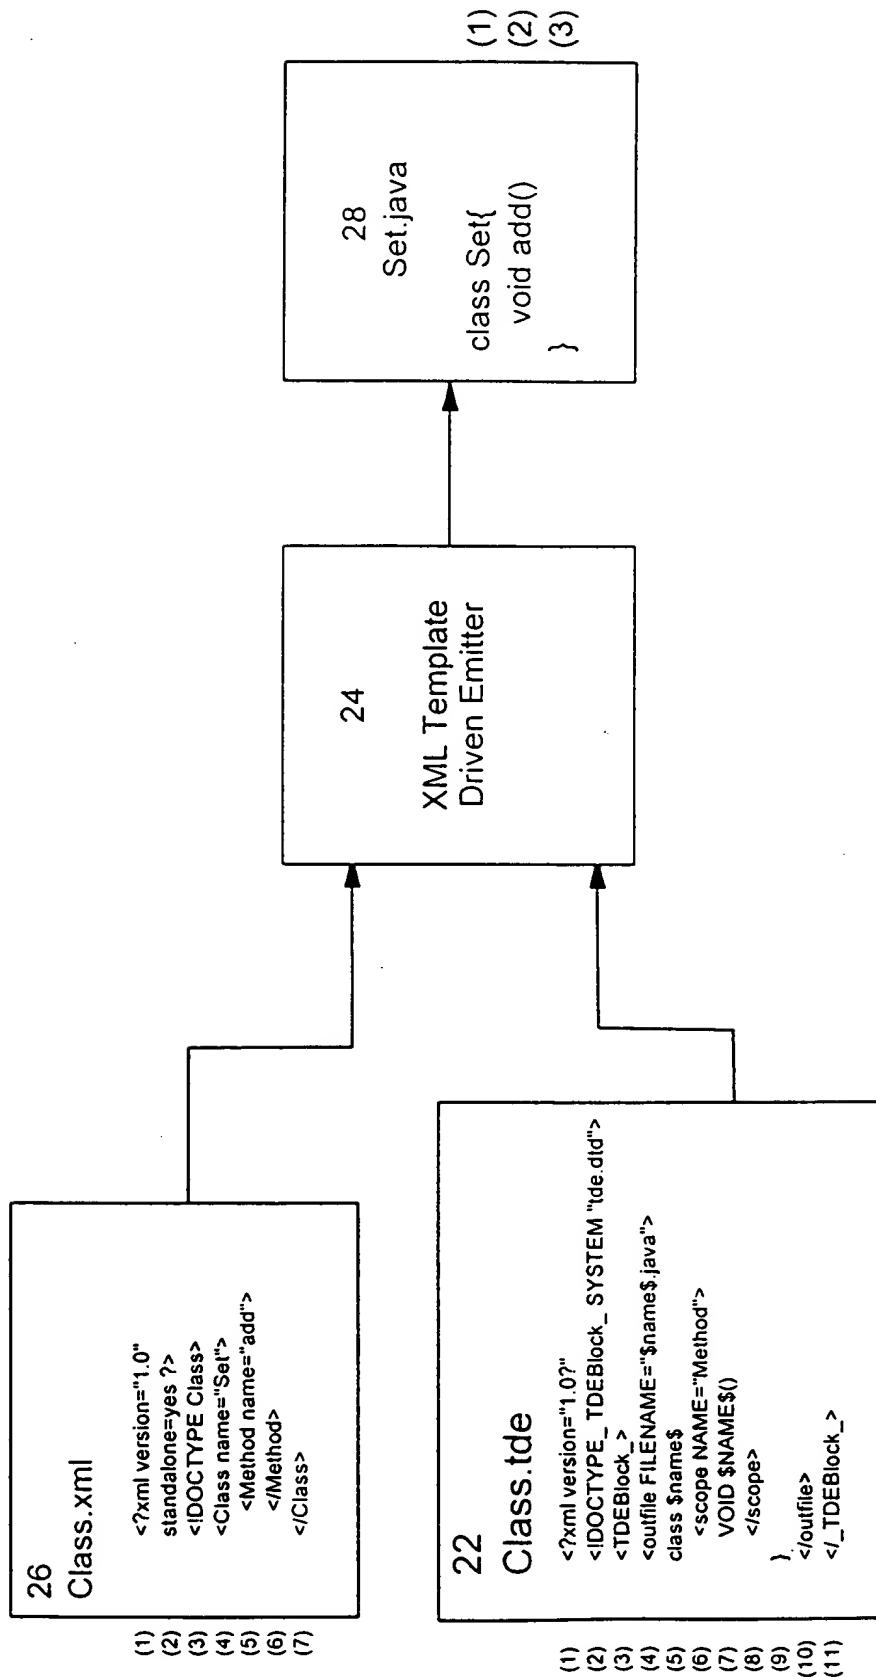 26
Class.xml
(1) <?xml version="1.0"
(2) standalone=yes ?>
(3) <!DOCTYPE Class>
(4) <Class name="Set">
(5) <Method name="add">
(6) </Method>
(7) </Class>
22
Class.tde
(1) <?xml version="1.0?"
(2) <!DOCTYPE_ TDEBlock_ SYSTEM "tde.dtd">
(3) <TDEBlock_>
(4) <outfile FILENAME="$name$.java">
(5) class $name$
(6) <scope NAME="Method">
(7) VOID $NAME$()
(8) </scope>
(9) }
(10) </outfile>
(11) </_TDEBlock_>
24
XML Template
Driven Emitter
28
Set.java
class Set{ (1)
void add() (2)
} (3)